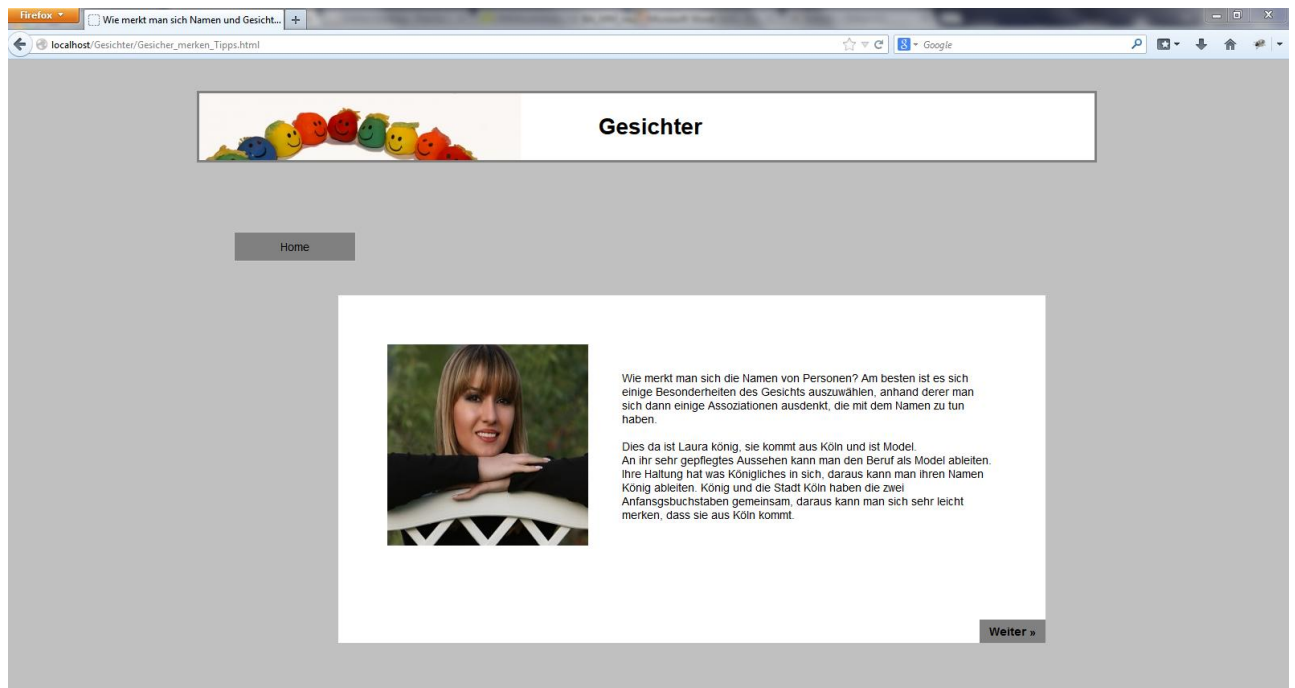 Firefox
Wie merkt man sich Namen und Gesicht...
localhost/Gesichter/Gesicher_merken_Tipps.html
Google
Gesichter
Home
Wie merkt man sich die Namen von Personen? Am besten ist es sich
einige Besonderheiten des Gesichts auszuwählen, anhand derer man
sich dann einige Assoziationen ausdenkt, die mit dem Namen zu tun
haben.
Dies da ist Laura könig, sie kommt aus Köln und ist Model.
An ihr sehr gepflegtes Aussehen kann man den Beruf als Model ableiten.
Ihre Haltung hat was Königliches in sich, daraus kann man ihren Namen
König ableiten. König und die Stadt Köln haben die zwei
Anfansgsbuchstaben gemeinsam, daraus kann man sich sehr leicht
merken, dass sie aus Köln kommt.
Weiter »